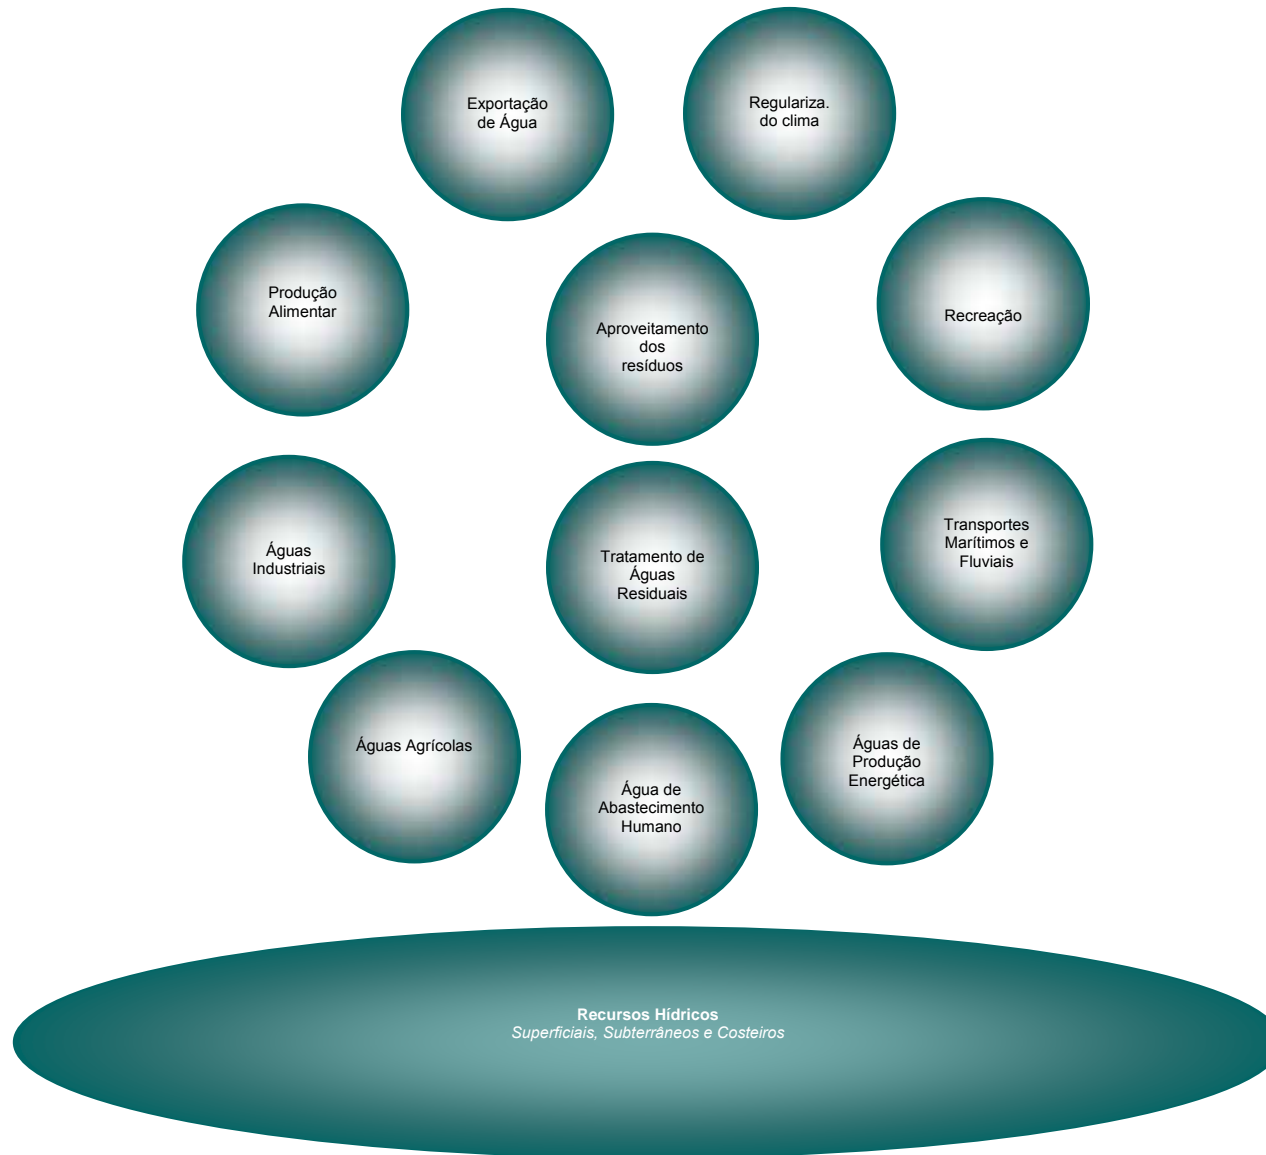 Exportação
de Água
Regulariza.
do clima
Produção
Alimentar
Aproveitamento
dos
resíduos
Recreação
Águas
Industriais
Tratamento de
Águas
Residuais
Transportes
Marítimos e
Fluviais
Águas Agrícolas
Água de
Abastecimento
Humano
Águas de
Produção
Energética
Recursos Hídricos
Superficiais, Subterrâneos e Costeiros